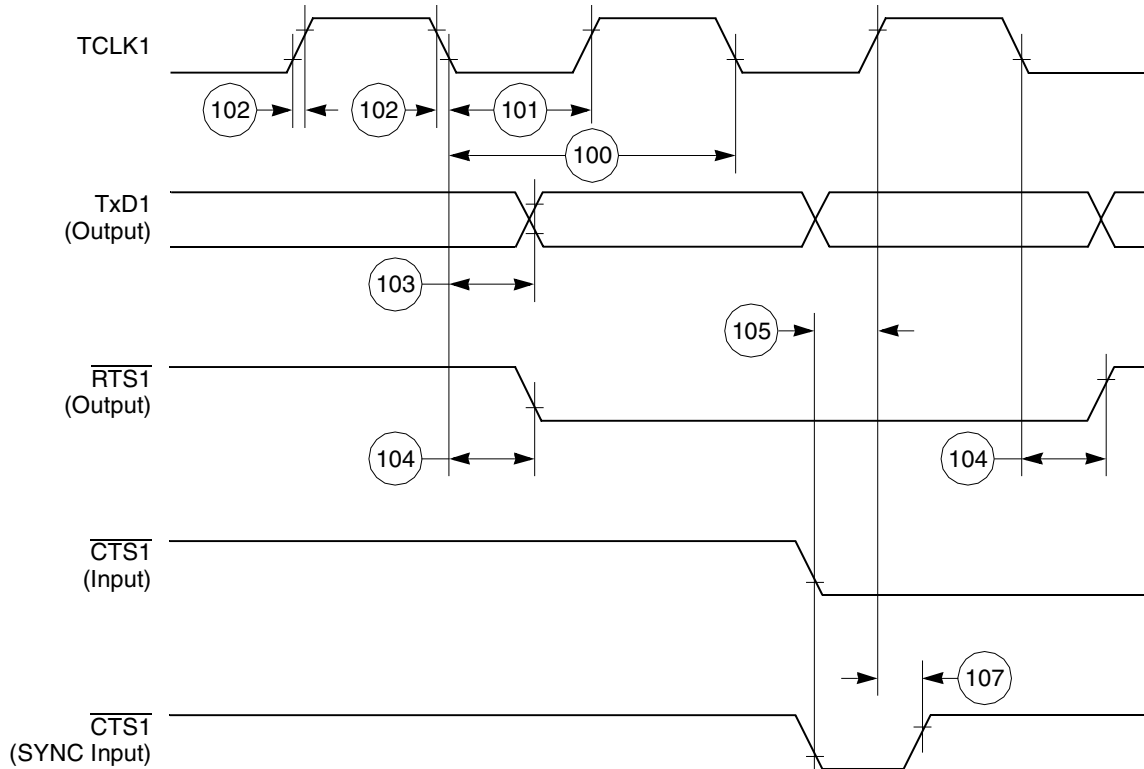 TCLK1
102
102
101
100
TxD1
(Output)
103
105
RTS1
(Output)
104
104
CTS1
(Input)
107
CTS1
(SYNC Input)